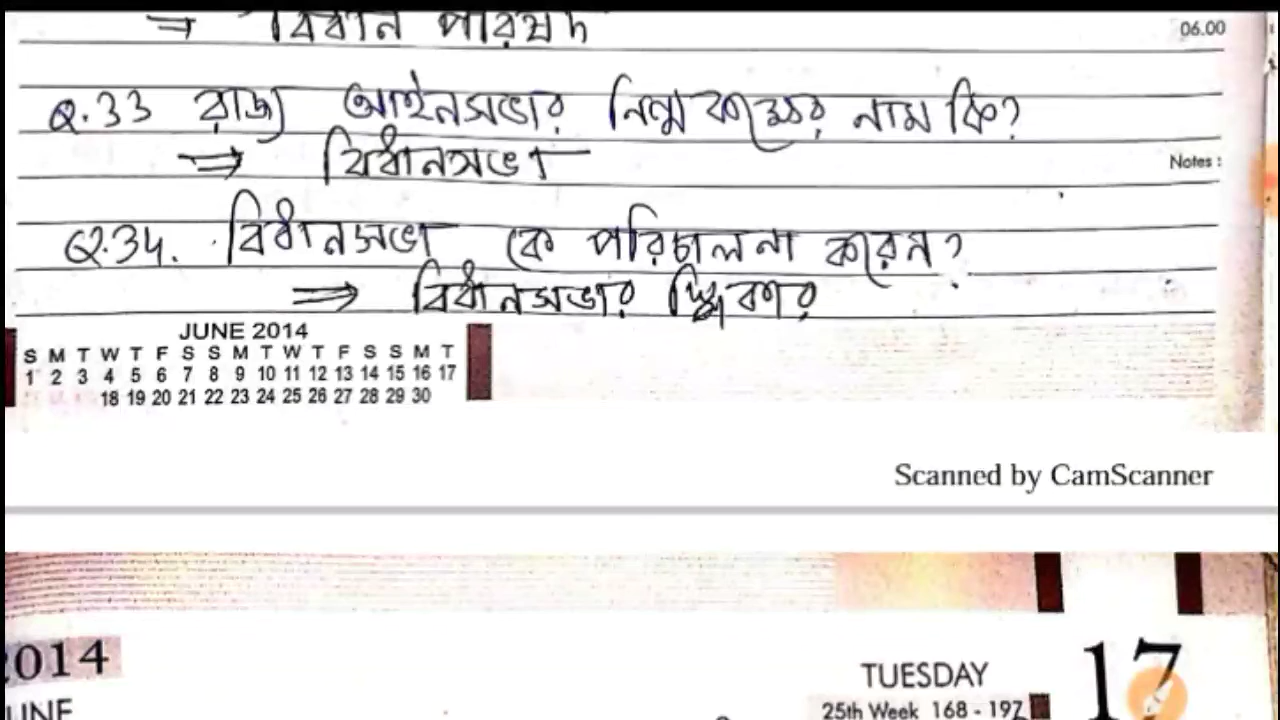 ⇒ বিধান পরিষদ
06.00
Q.33 রাজ্য আইনসভার নিম্নকক্ষের নাম কি?
⇒ বিধানসভা
Notes :
Q.34. বিধানসভা কে পরিচালনা করেন?
⇒ বিধানসভার স্পিকার
JUNE 2014
S M T W T F S S M T W T F S S M T
1 2 3 4 5 6 7 8 9 10 11 12 13 14 15 16 17
18 19 20 21 22 23 24 25 26 27 28 29 30
Scanned by CamScanner
2014
TUESDAY
17
JUNE
25th Week 168 - 197